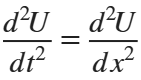 d²U/dt² = d²U/dx²